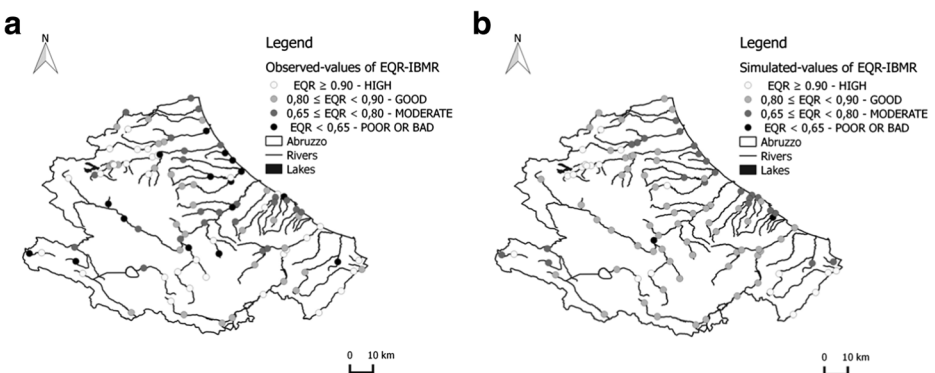 a
N
Legend
Observed-values of EQR-IBMR
EQR ≥ 0.90 - HIGH
0,80 ≤ EQR < 0,90 - GOOD
0,65 ≤ EQR < 0,80 - MODERATE
EQR < 0,65 - POOR OR BAD
Abruzzo
Rivers
Lakes
0 10 km
b
N
Legend
Simulated-values of EQR-IBMR
EQR ≥ 0.90 - HIGH
0,80 ≤ EQR < 0,90 - GOOD
0,65 ≤ EQR < 0,80 - MODERATE
EQR < 0,65 - POOR OR BAD
Abruzzo
Rivers
Lakes
0 10 km